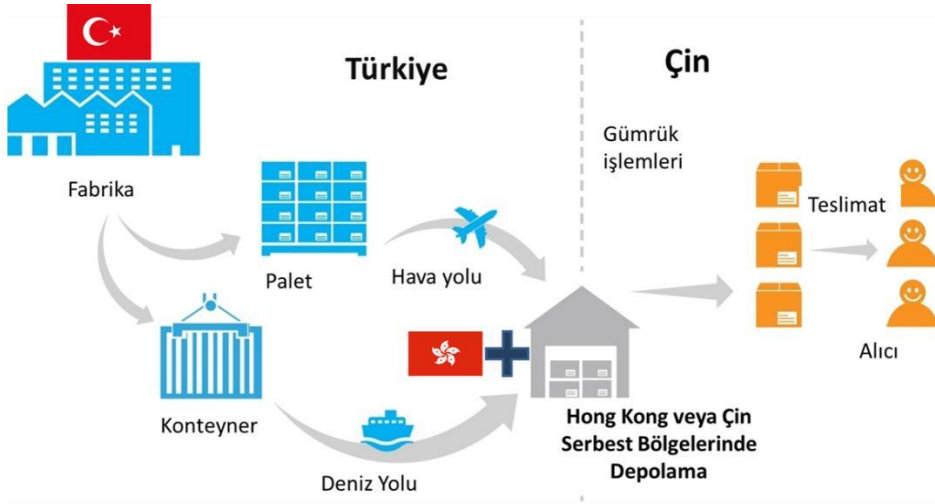 Türkiye
Çin
Gümrük
işlemleri
Fabrika
Teslimat
Palet
Hava yolu
Alıcı
Konteyner
Hong Kong veya Çin
Serbest Bölgelerinde
Depolama
Deniz Yolu